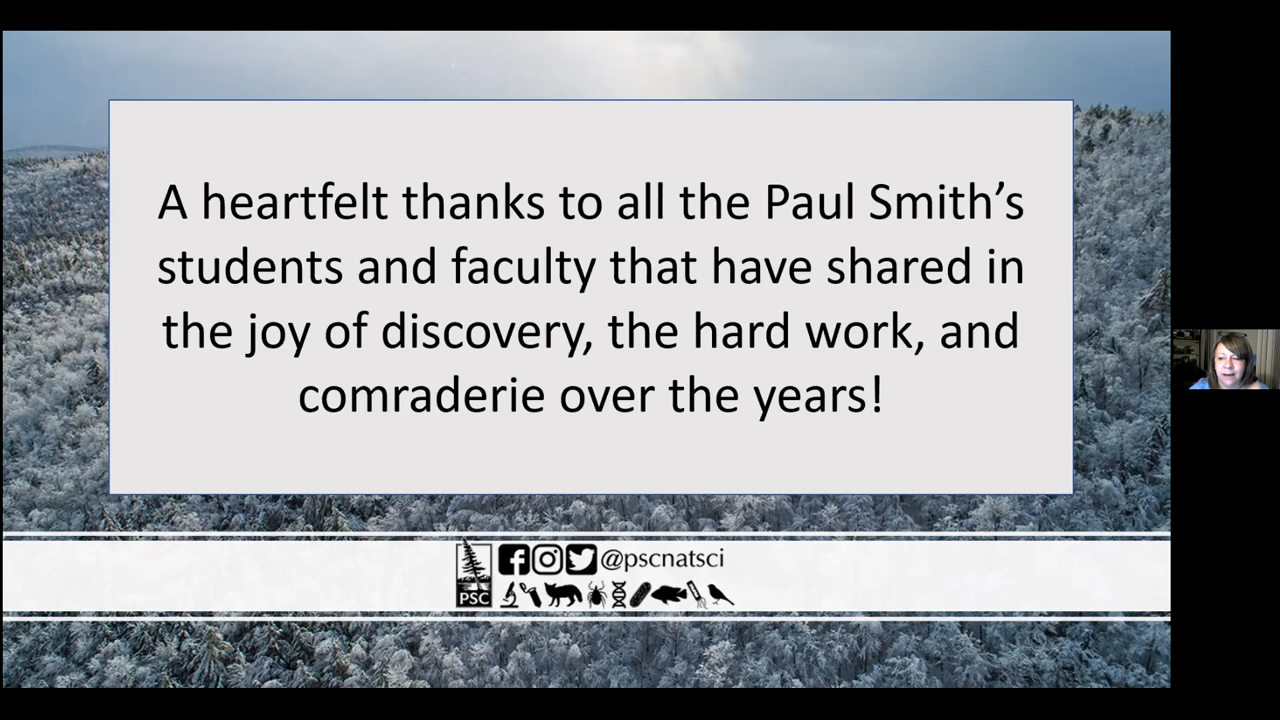 A heartfelt thanks to all the Paul Smith’s
students and faculty that have shared in
the joy of discovery, the hard work, and
comraderie over the years!
@pscnatsci
PSC